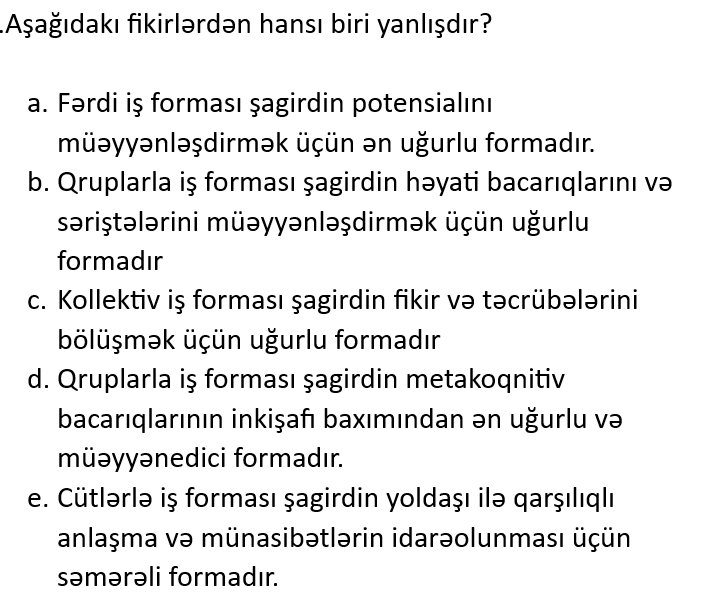 .Aşağıdakı fikirlərdən hansı biri yanlışdır?
a. Fərdi iş forması şagirdin potensialını
müəyyənləşdirmək üçün ən uğurlu formadır.
b. Qruplarla iş forması şagirdin həyati bacarıqlarını və
səriştələrini müəyyənləşdirmək üçün uğurlu
formadır
c. Kollektiv iş forması şagirdin fikir və təcrübələrini
bölüşmək üçün uğurlu formadır
d. Qruplarla iş forması şagirdin metakoqnitiv
bacarıqlarının inkişafı baxımından ən uğurlu və
müəyyənedici formadır.
e. Cütlərlə iş forması şagirdin yoldaşı ilə qarşılıqlı
anlaşma və münasibətlərin idarəolunması üçün
səmərəli formadır.